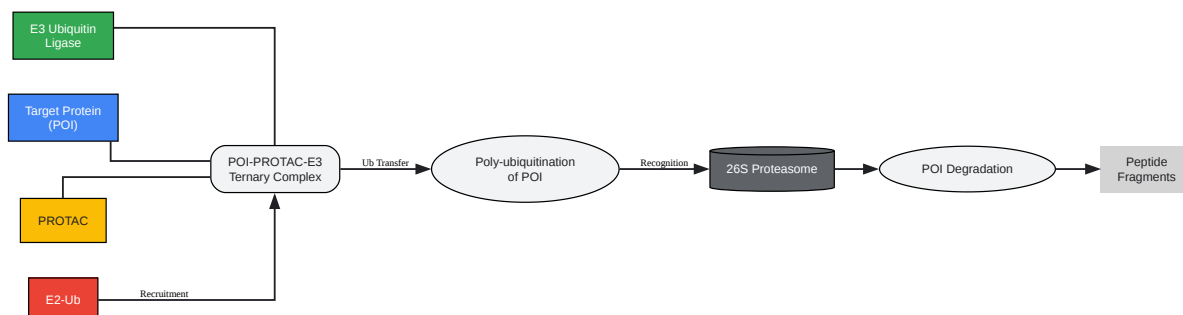 E3 Ubiquitin
Ligase
Target Protein
(POI)
PROTAC
E2-Ub
Recruitment
POI-PROTAC-E3
Ternary Complex
Ub Transfer
Poly-ubiquitination
of POI
Recognition
26S Proteasome
POI Degradation
Peptide
Fragments